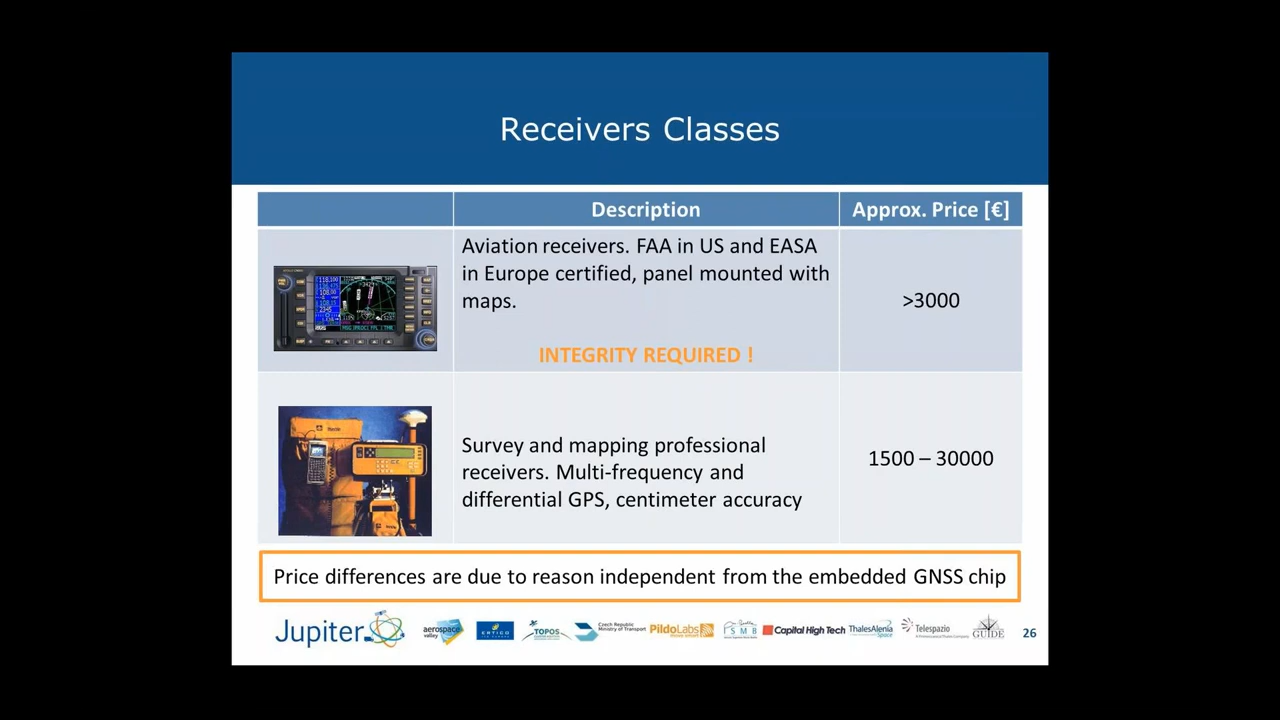 Receivers Classes
Description
Approx. Price [€]
Aviation receivers. FAA in US and EASA
in Europe certified, panel mounted with
maps.
>3000
INTEGRITY REQUIRED !
Survey and mapping professional
receivers. Multi-frequency and
differential GPS, centimeter accuracy
1500 – 30000
Price differences are due to reason independent from the embedded GNSS chip
Jupiter
aerospace
valley
ERTICO
TOPOS
Czech Republic
Ministry of Transport
PildoLabs
ISMB
Capital High Tech
ThalesAlenia
Space
Telespazio
GUIDE
26